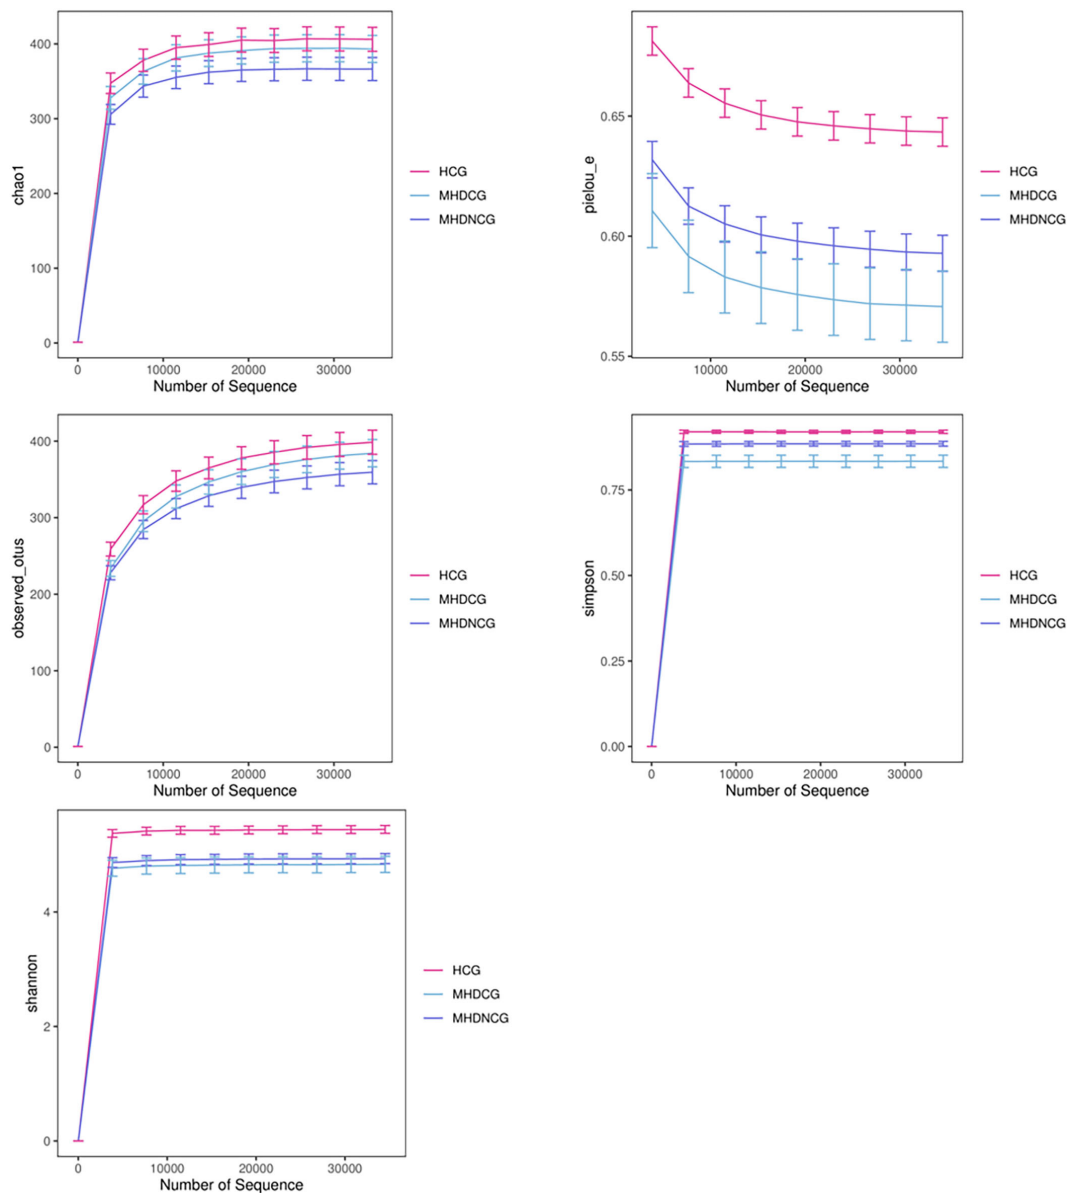 chao1
400
300
200
100
0
0 10000 20000 30000
Number of Sequence
HCG
MHDCG
MHDNCG
pielou_e
0.65
0.60
0.55
10000 20000 30000
Number of Sequence
HCG
MHDCG
MHDNCG
observed_otus
400
300
200
100
0
0 10000 20000 30000
Number of Sequence
HCG
MHDCG
MHDNCG
simpson
0.75
0.50
0.25
0.00
0 10000 20000 30000
Number of Sequence
HCG
MHDCG
MHDNCG
shannon
4
2
0
0 10000 20000 30000
Number of Sequence
HCG
MHDCG
MHDNCG